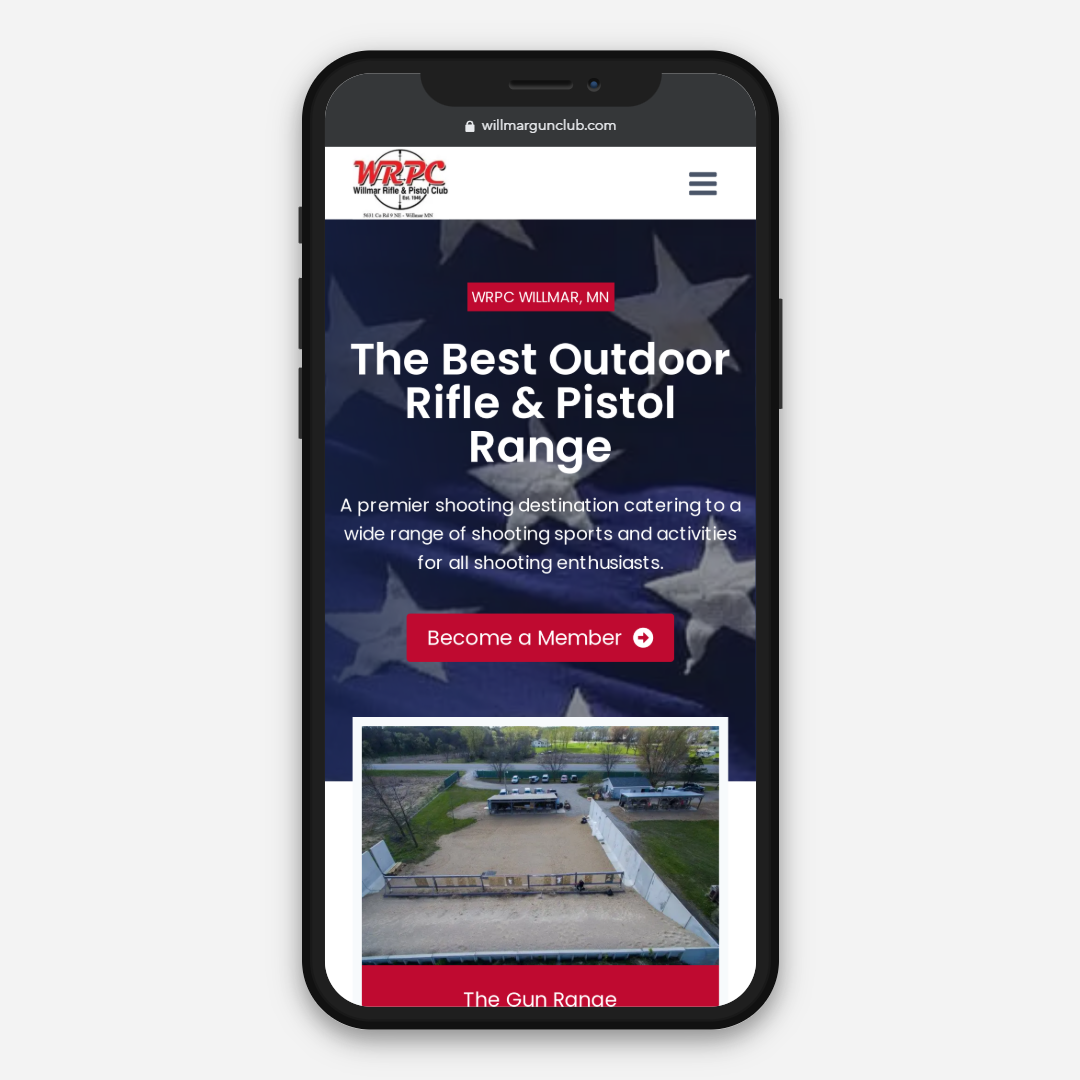 willmargunclub.com
WRPC
Willmar Rifle & Pistol Club
Est. 1946
5631 Co Rd 9 NE - Willmar MN
WRPC WILLMAR, MN
The Best Outdoor
Rifle & Pistol
Range
A premier shooting destination catering to a
wide range of shooting sports and activities
for all shooting enthusiasts.
Become a Member
The Gun Range